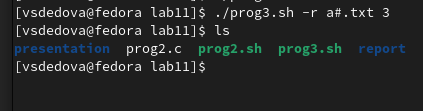 [vsdedova@fedora lab11]$ ./prog3.sh -r a#.txt 3
[vsdedova@fedora lab11]$ ls
presentation prog2.c prog2.sh prog3.sh report
[vsdedova@fedora lab11]$